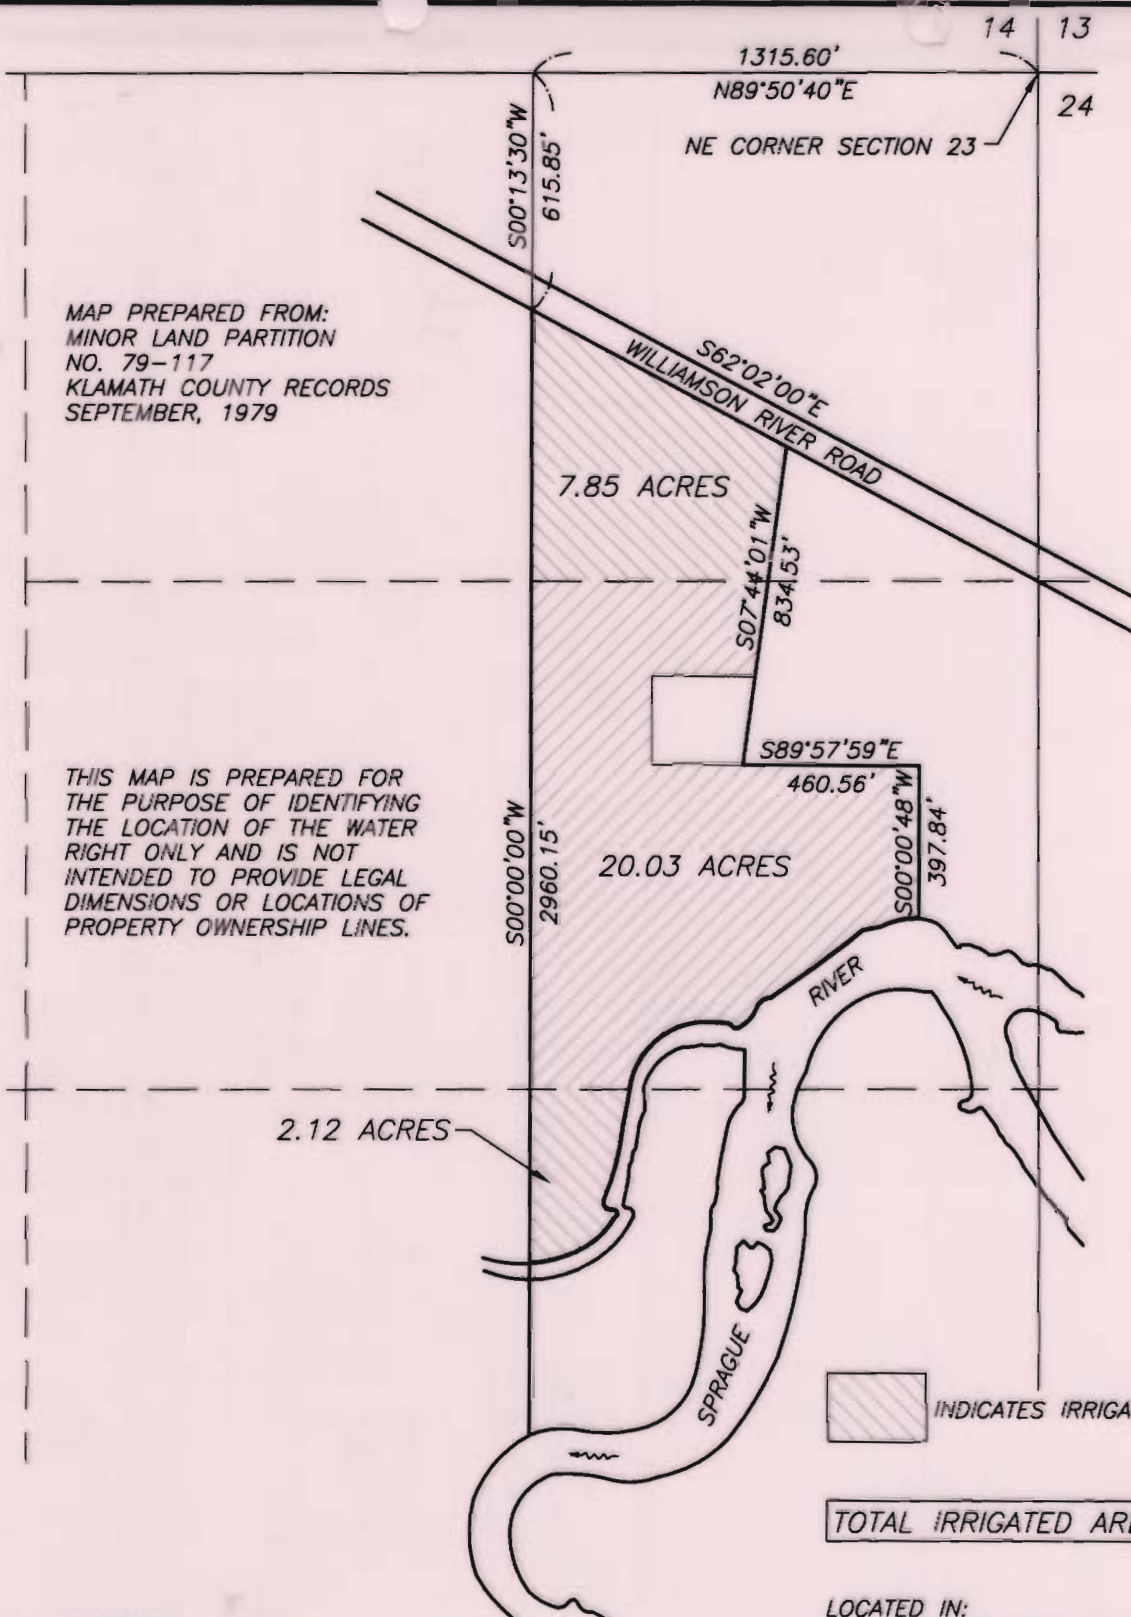 14 13
1315.60'
N89°50'40"E
24
NE CORNER SECTION 23
S00°13'30"W
615.85'
MAP PREPARED FROM:
MINOR LAND PARTITION
NO. 79-117
KLAMATH COUNTY RECORDS
SEPTEMBER, 1979
S62°02'00"E
WILLIAMSON RIVER ROAD
7.85 ACRES
S07°44'01"W
834.53'
S89°57'59"E
460.56'
THIS MAP IS PREPARED FOR
THE PURPOSE OF IDENTIFYING
THE LOCATION OF THE WATER
RIGHT ONLY AND IS NOT
INTENDED TO PROVIDE LEGAL
DIMENSIONS OR LOCATIONS OF
PROPERTY OWNERSHIP LINES.
S00°00'00"W
2960.15'
20.03 ACRES
S00°00'48"W
397.84'
RIVER
2.12 ACRES
SPRAGUE
INDICATES IRRIGA
TOTAL IRRIGATED ARE
LOCATED IN: